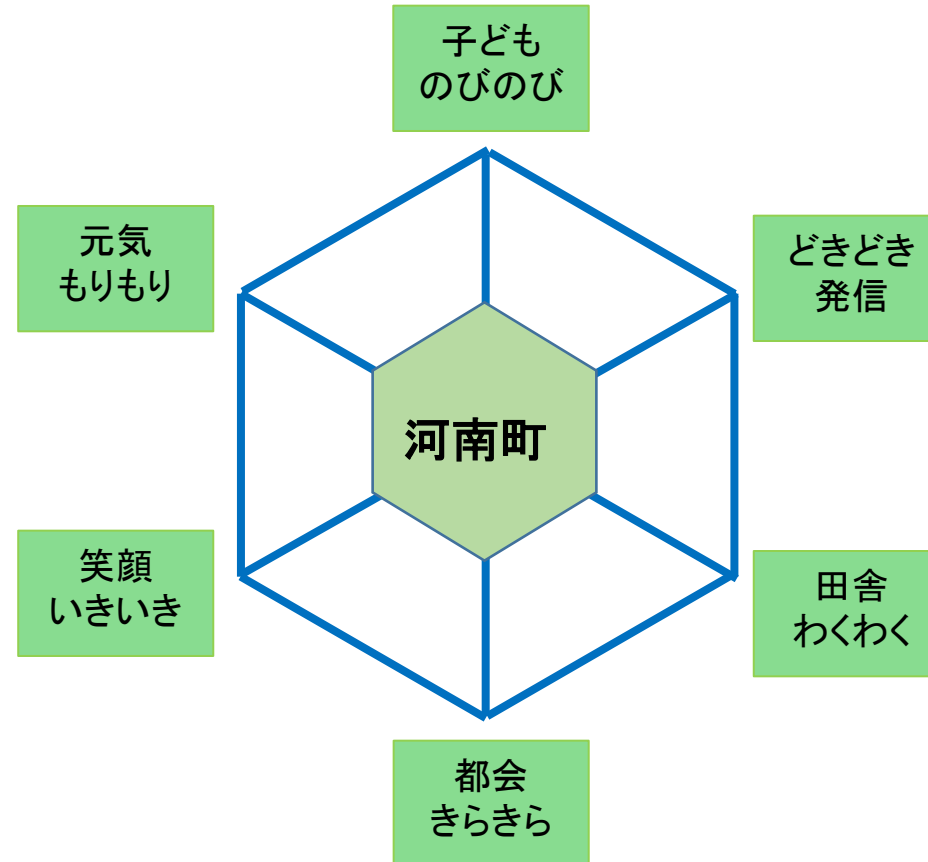 子ども
のびのび
元気
もりもり
どきどき
発信
河南町
笑顔
いきいき
田舎
わくわく
都会
きらきら